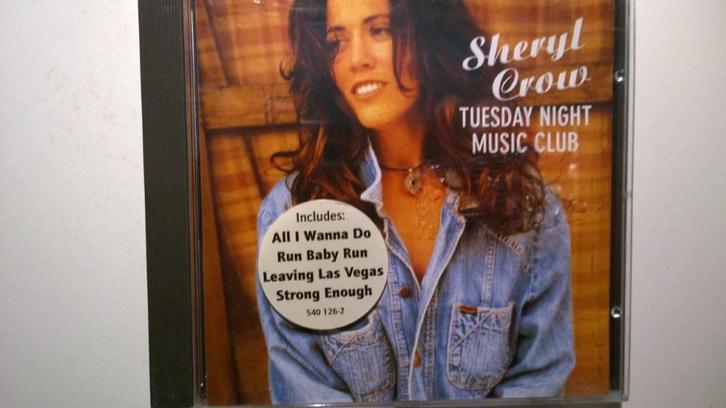 Sheryl
Crow
TUESDAY NIGHT
MUSIC CLUB
Includes:
All I Wanna Do
Run Baby Run
Leaving Las Vegas
Strong Enough
540 126-2